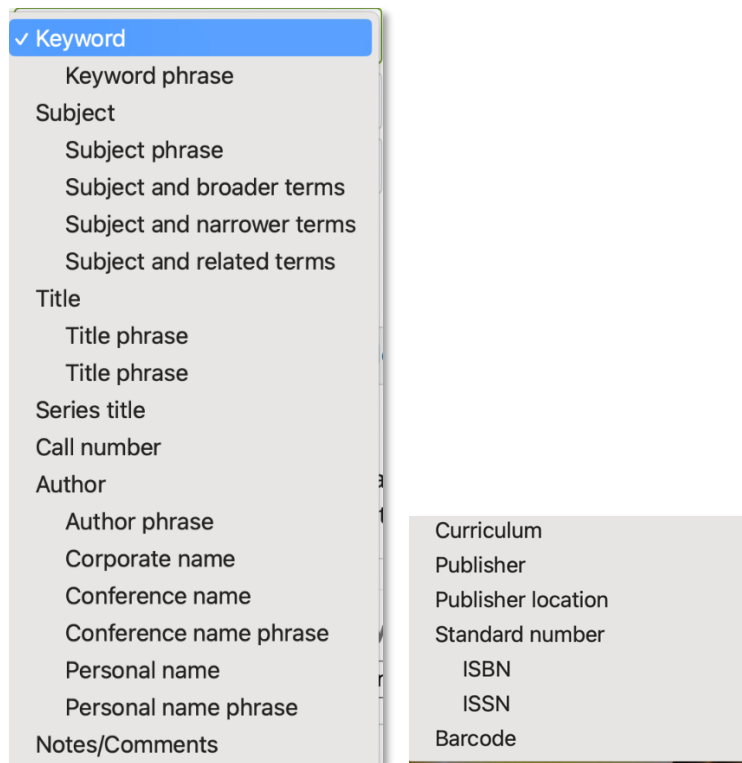 ✓ Keyword
Keyword phrase
Subject
Subject phrase
Subject and broader terms
Subject and narrower terms
Subject and related terms
Title
Title phrase
Title phrase
Series title
Call number
Author
Author phrase
Corporate name
Conference name
Conference name phrase
Personal name
Personal name phrase
Notes/Comments
Curriculum
Publisher
Publisher location
Standard number
ISBN
ISSN
Barcode